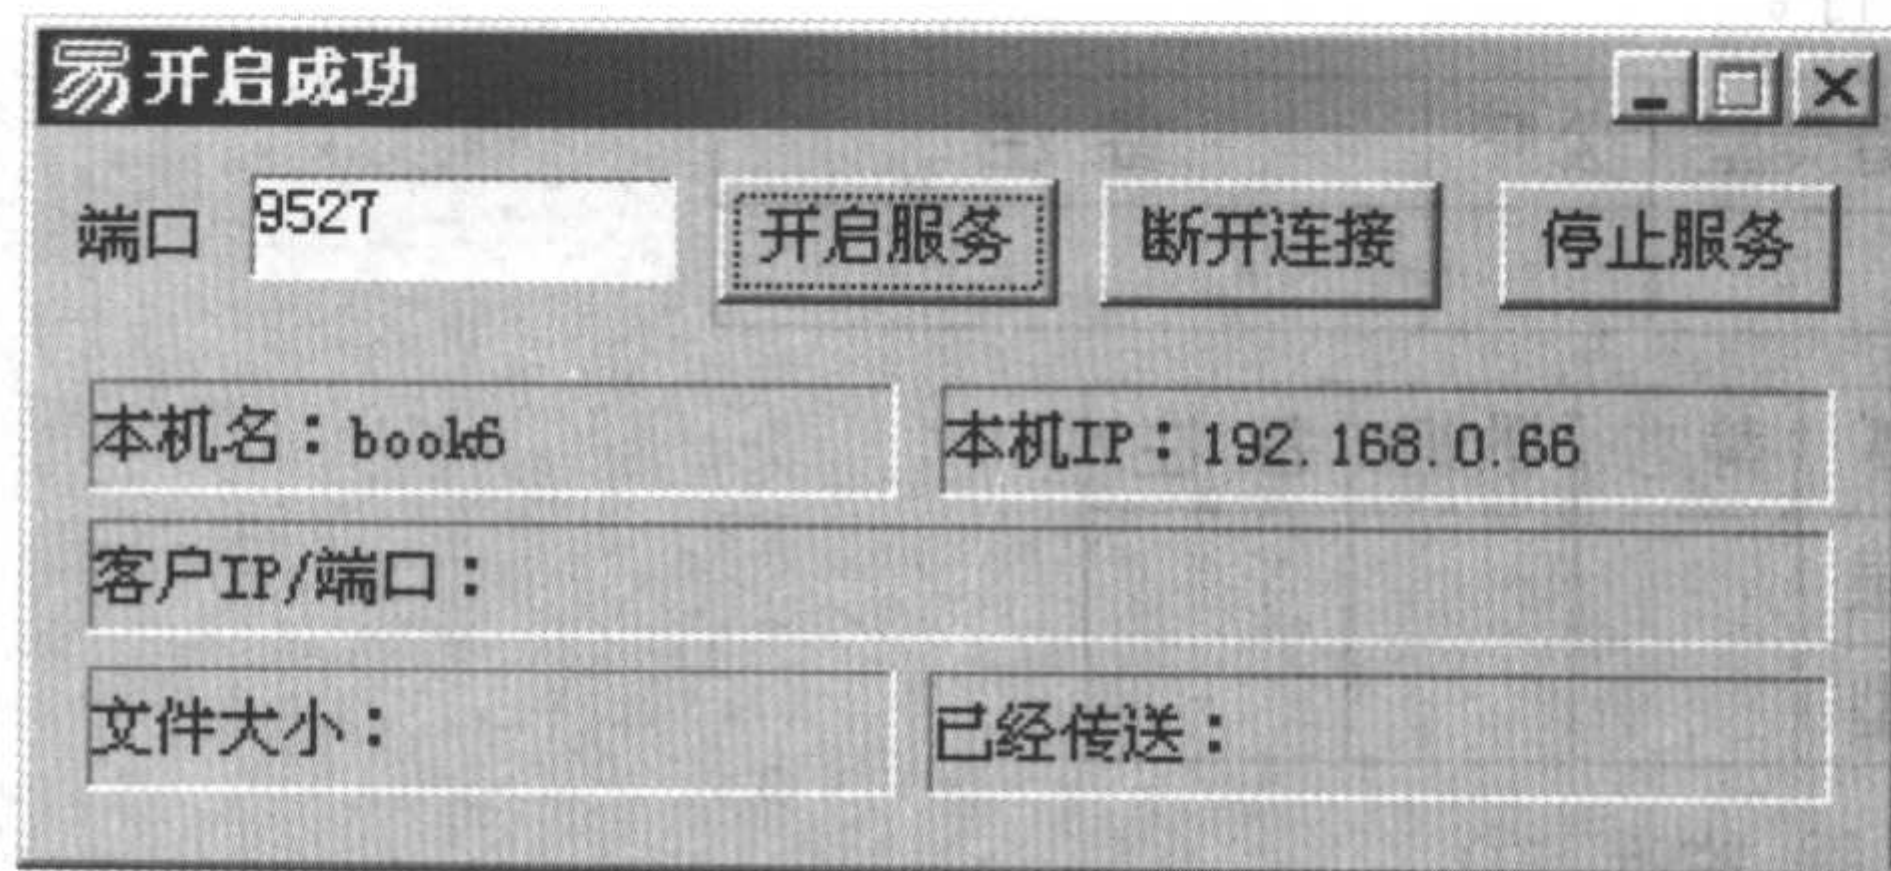 易 开启成功
端口 9527 开启服务 断开连接 停止服务
本机名：book6 本机IP：192.168.0.66
客户IP/端口：
文件大小： 已经传送：